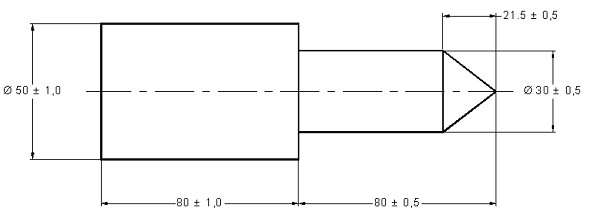 21.5 ± 0,5
Ø 50 ± 1,0
Ø 30 ± 0,5
80 ± 1,0
80 ± 0,5